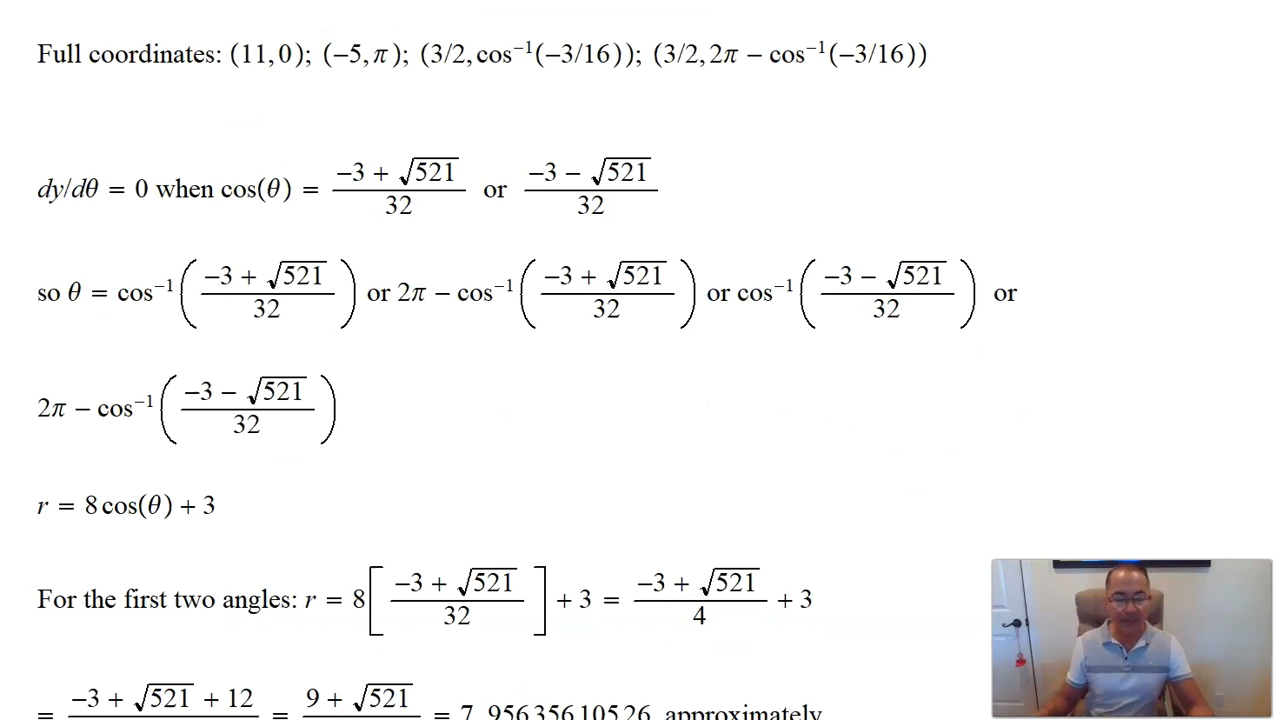 Full coordinates: (11,0); (−5,π); (3/2,cos⁻¹(−3/16)); (3/2,2π − cos⁻¹(−3/16))
dy/dθ = 0 when cos(θ) = (−3 + √521)/32 or (−3 − √521)/32
so θ = cos⁻¹((−3 + √521)/32) or 2π − cos⁻¹((−3 + √521)/32) or cos⁻¹((−3 − √521)/32) or
2π − cos⁻¹((−3 − √521)/32)
r = 8cos(θ) + 3
For the first two angles: r = 8[(−3 + √521)/32] + 3 = (−3 + √521)/4 + 3
= −3 + √521 + 12 = 9 + √521 = 7.95635610526 approximately